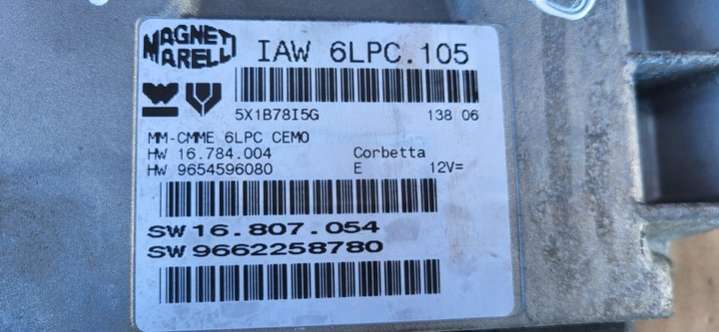 MAGNETI
MARELLI
IAW 6LPC.105
5X1B78I5G 138 06
MM-CMME 6LPC CEMO
HW 16.784.004 Corbetta
HW 9654596080 E 12V=
SW 16.807.054
SW 9662258780